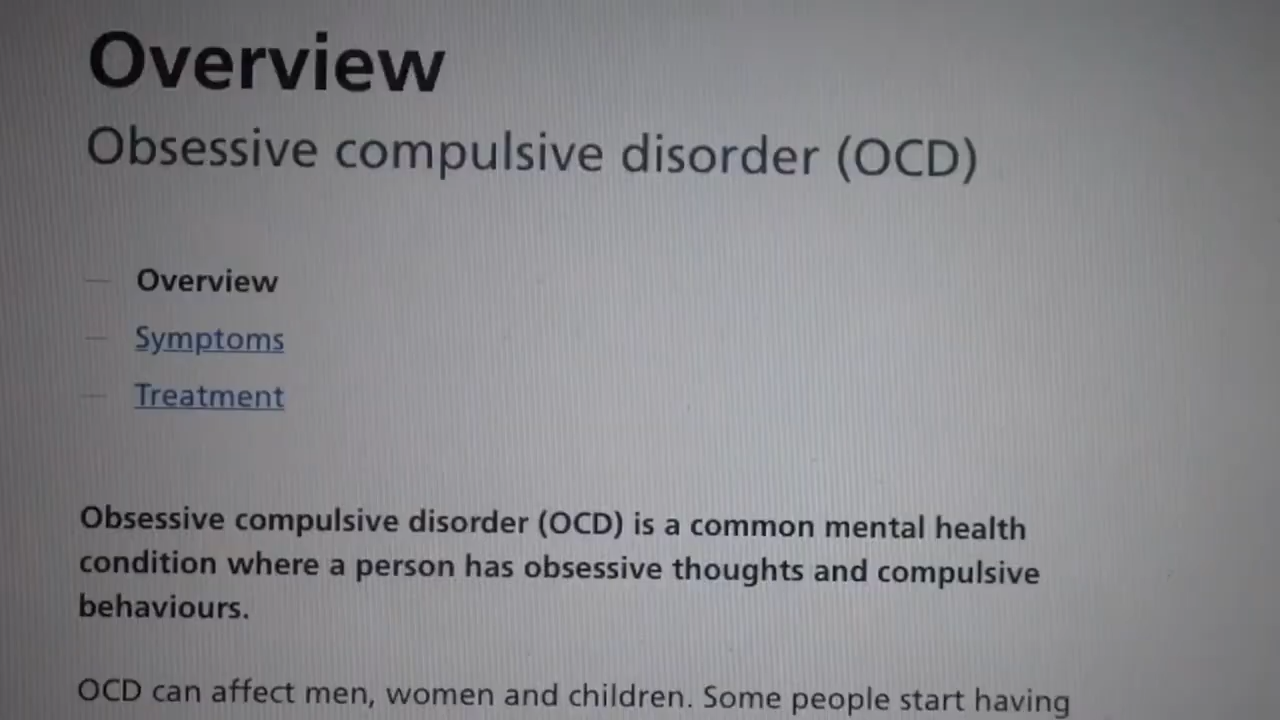 Overview
Obsessive compulsive disorder (OCD)
— Overview
— Symptoms
— Treatment
Obsessive compulsive disorder (OCD) is a common mental health
condition where a person has obsessive thoughts and compulsive
behaviours.
OCD can affect men, women and children. Some people start having